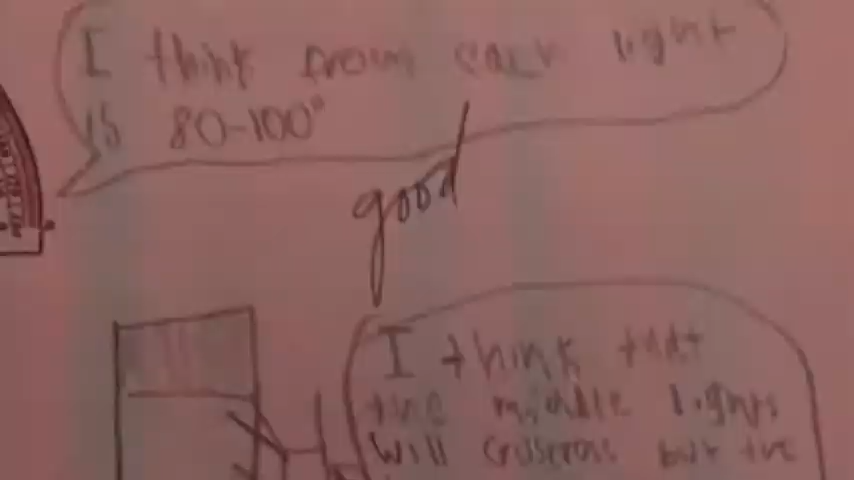 I think from each light
is 80-100°
good
I think that
the middle lights
will crisscross but the